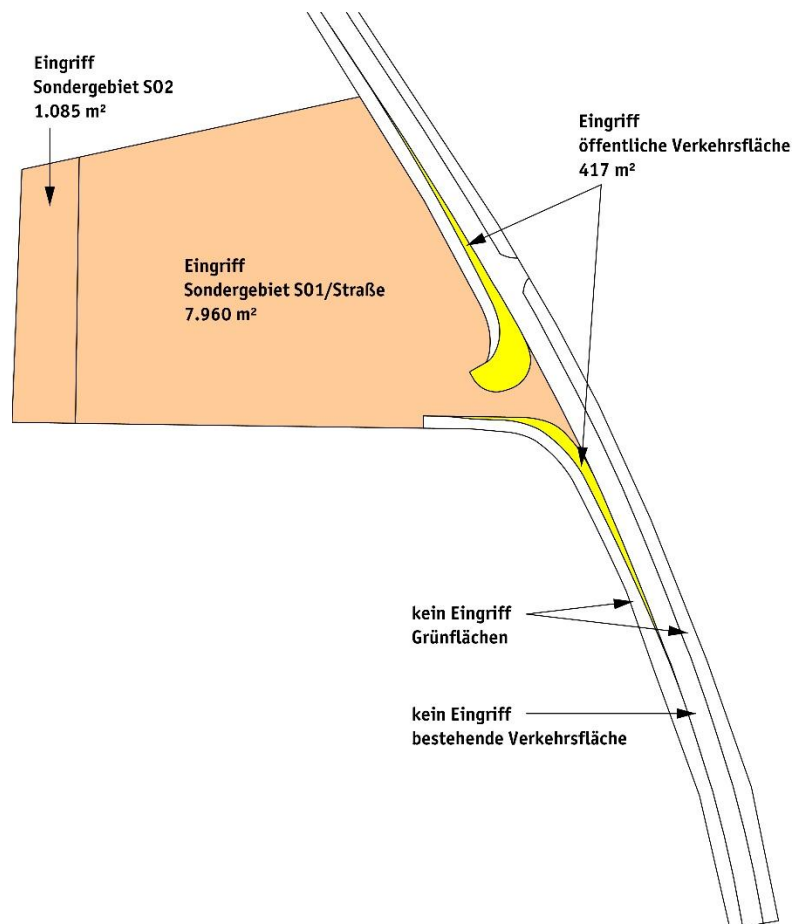 Eingriff
Sondergebiet SO2
1.085 m²
Eingriff
öffentliche Verkehrsfläche
417 m²
Eingriff
Sondergebiet SO1/Straße
7.960 m²
kein Eingriff
Grünflächen
kein Eingriff
bestehende Verkehrsfläche